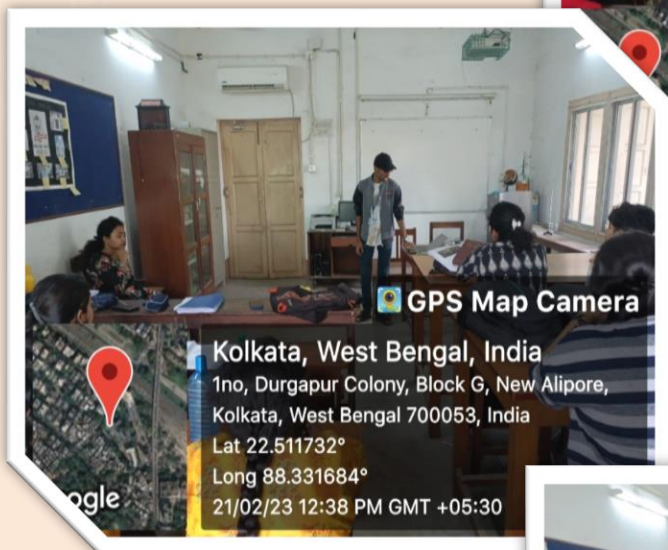 GPS Map Camera
Kolkata, West Bengal, India
1no, Durgapur Colony, Block G, New Alipore,
Kolkata, West Bengal 700053, India
Lat 22.511732°
Long 88.331684°
21/02/23 12:38 PM GMT +05:30
ogle